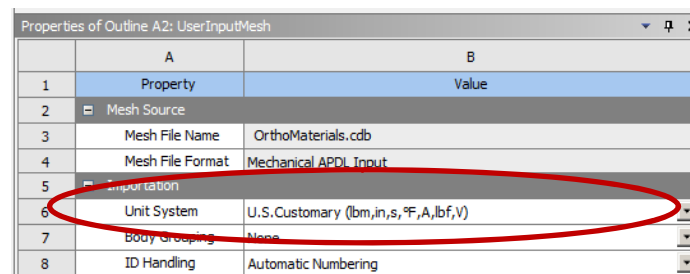 Properties of Outline A2: UserInputMesh
A B
1 Property Value
2 Mesh Source
3 Mesh File Name OrthoMaterials.cdb
4 Mesh File Format Mechanical APDL Input
5 Importation
6 Unit System U.S.Customary (lbm,in,s,°F,A,lbf,V)
7 Body Grouping None
8 ID Handling Automatic Numbering